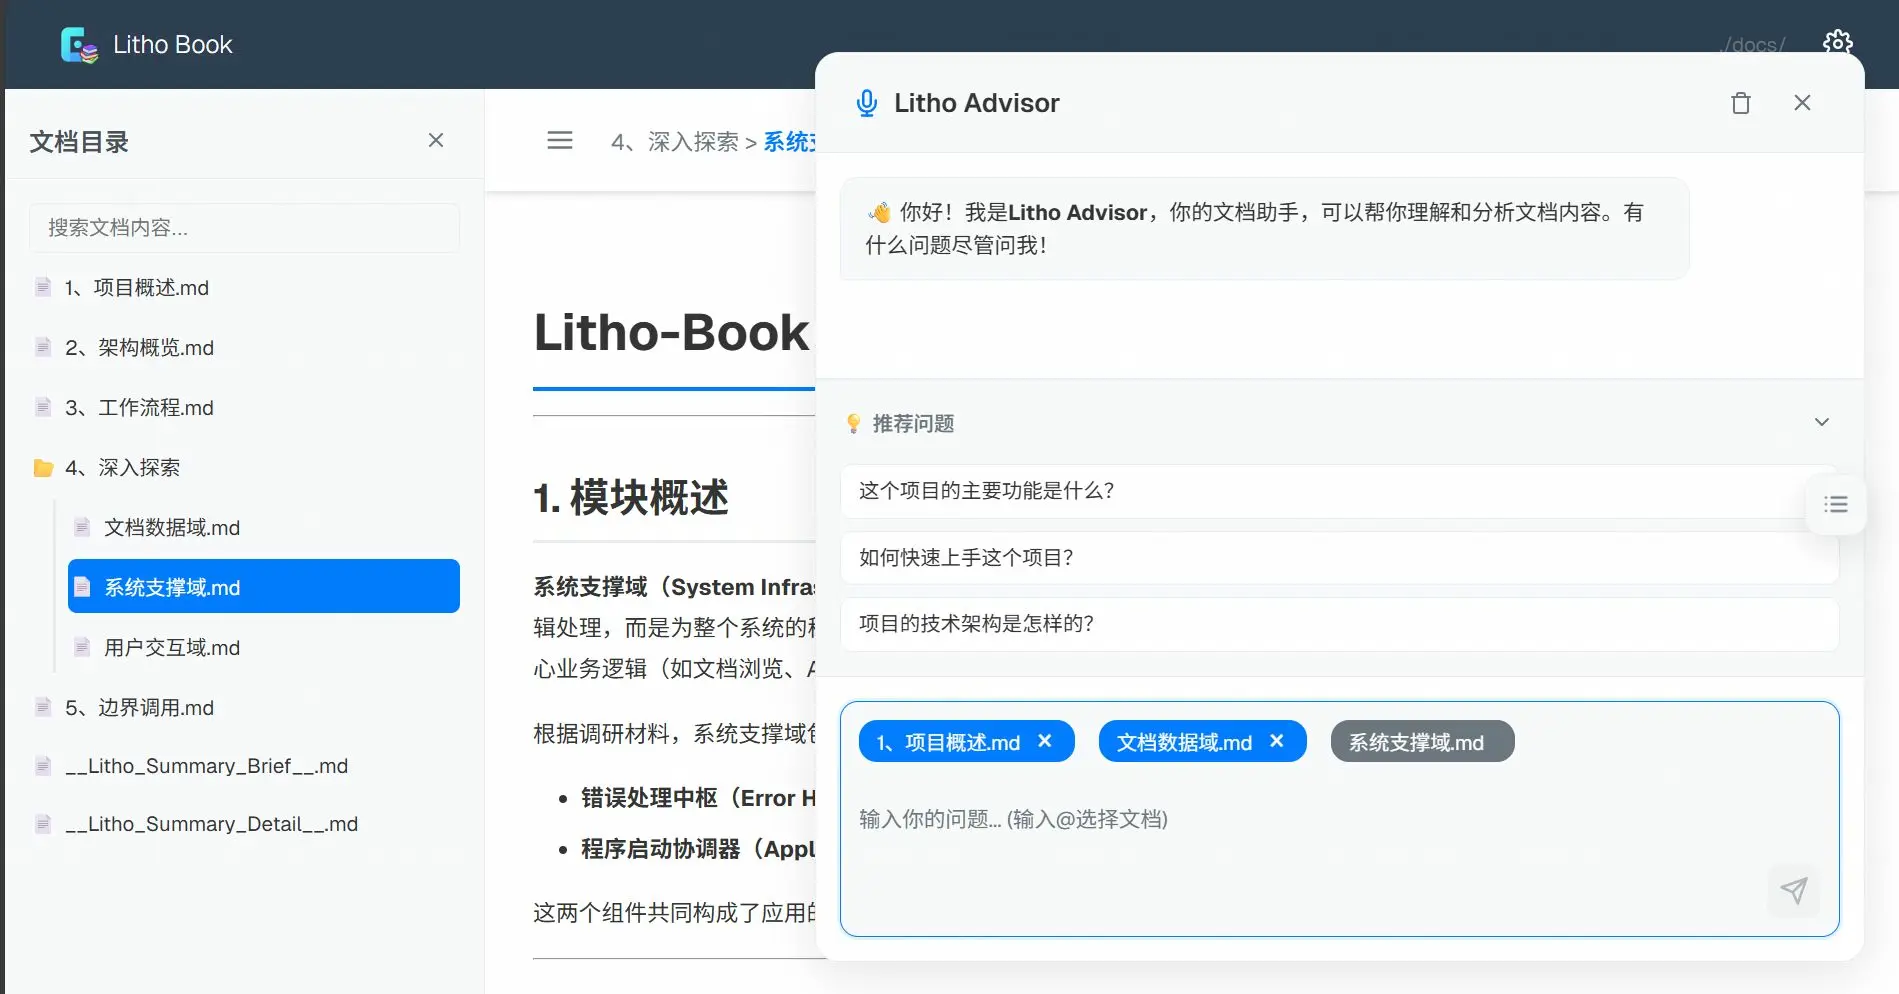 Litho Book
./docs/
文档目录
搜索文档内容...
1、项目概述.md
2、架构概览.md
3、工作流程.md
4、深入探索
文档数据域.md
系统支撑域.md
用户交互域.md
5、边界调用.md
__Litho_Summary_Brief__.md
__Litho_Summary_Detail__.md
4、深入探索 > 系统支
Litho-Book
1. 模块概述
系统支撑域（System Infras
辑处理，而是为整个系统的稳
心业务逻辑（如文档浏览、A
根据调研材料，系统支撑域包
错误处理中枢（Error H
程序启动协调器（Appl
这两个组件共同构成了应用的
Litho Advisor
👋 你好！我是Litho Advisor，你的文档助手，可以帮你理解和分析文档内容。有
什么问题尽管问我！
💡 推荐问题
这个项目的主要功能是什么？
如何快速上手这个项目？
项目的技术架构是怎样的？
1、项目概述.md ✕ 文档数据域.md ✕ 系统支撑域.md
输入你的问题... (输入@选择文档)